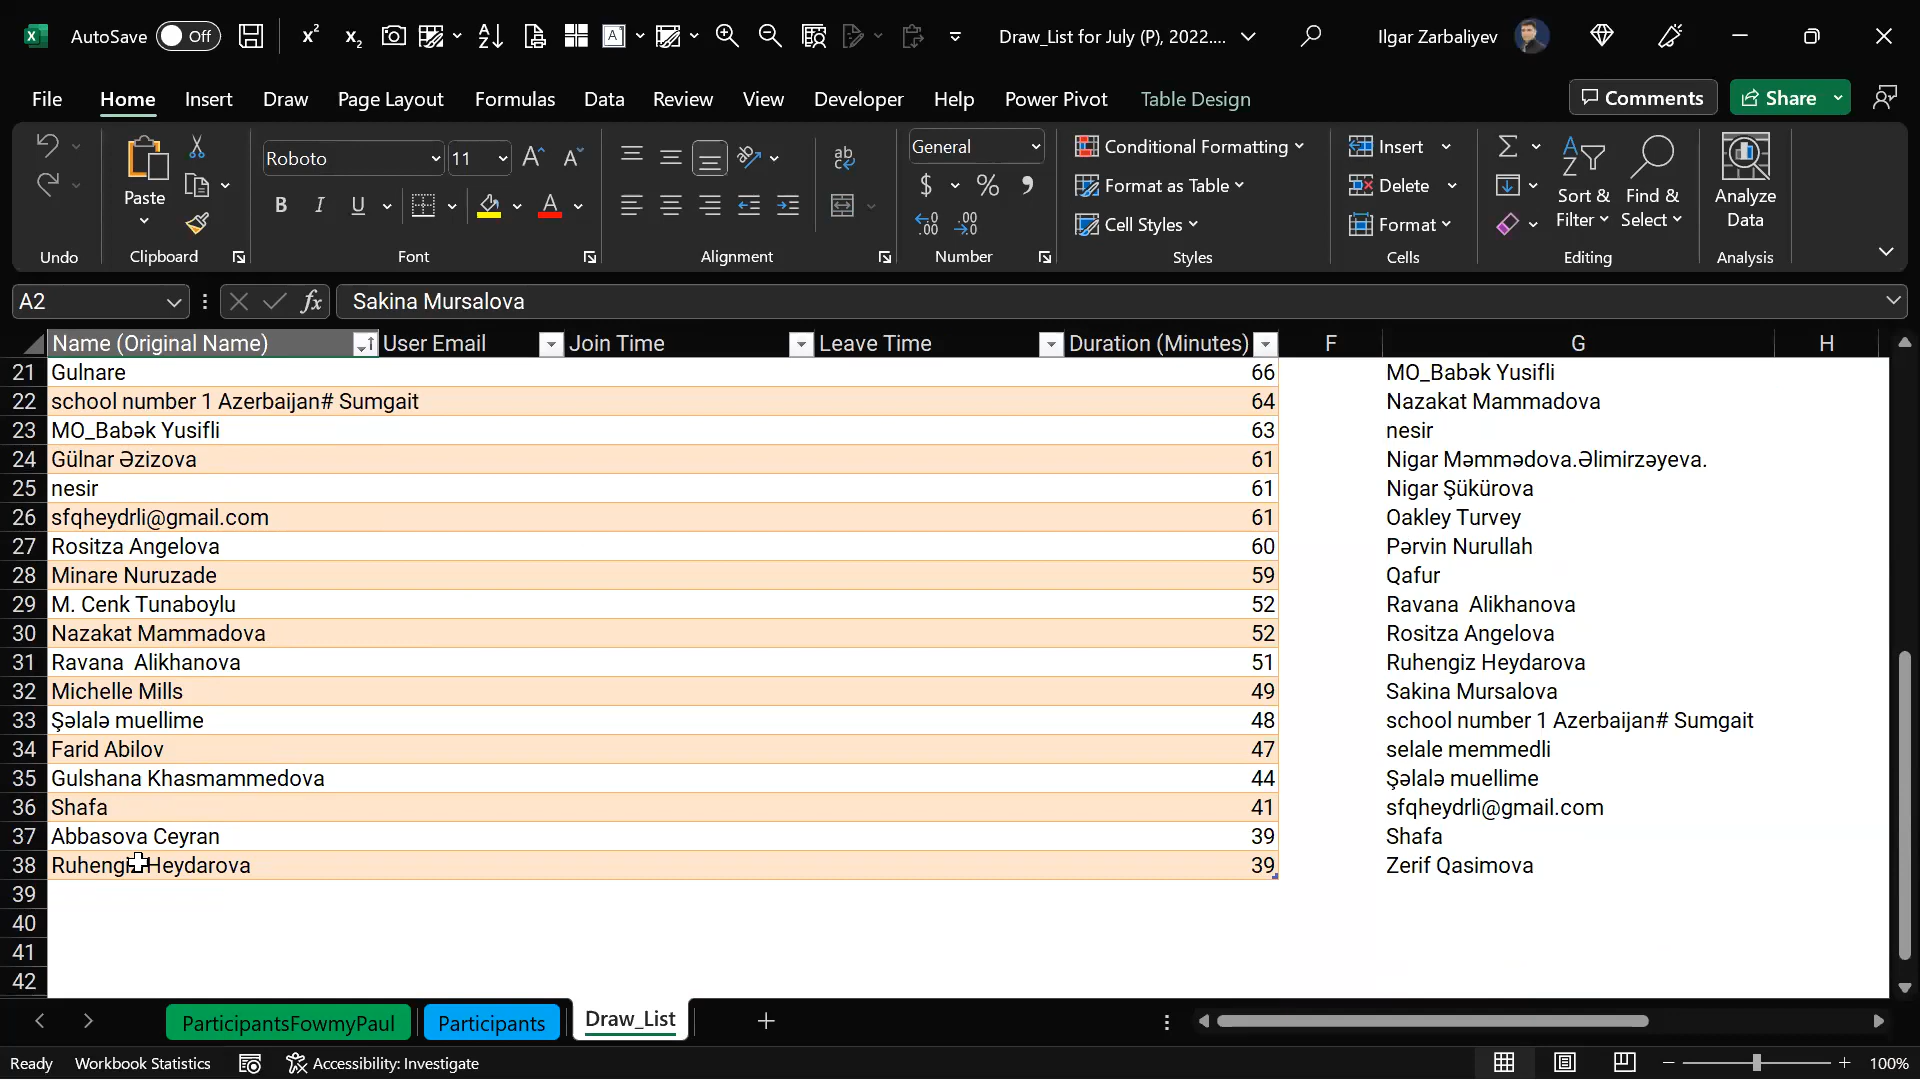 AutoSave Off Draw_List for July (P), 2022.... Ilgar Zarbaliyev
File Home Insert Draw Page Layout Formulas Data Review View Developer Help Power Pivot Table Design Comments Share
Paste Roboto 11 General Conditional Formatting Insert
$ % Format as Table Delete Sort & Filter Find & Select Analyze Data
B I U A Cell Styles Format
Undo Clipboard Font Alignment Number Styles Cells Editing Analysis
A2 fx Sakina Mursalova
Name (Original Name) User Email Join Time Leave Time Duration (Minutes) F G H
21 Gulnare 66 MO_Babək Yusifli
22 school number 1 Azerbaijan# Sumgait 64 Nazakat Mammadova
23 MO_Babək Yusifli 63 nesir
24 Gülnar Əzizova 61 Nigar Məmmədova.Əlimirzəyeva.
25 nesir 61 Nigar Şükürova
26 sfqheydrli@gmail.com 61 Oakley Turvey
27 Rositza Angelova 60 Pərvin Nurullah
28 Minare Nuruzade 59 Qafur
29 M. Cenk Tunaboylu 52 Ravana  Alikhanova
30 Nazakat Mammadova 52 Rositza Angelova
31 Ravana  Alikhanova 51 Ruhengiz Heydarova
32 Michelle Mills 49 Sakina Mursalova
33 Şəlalə muellime 48 school number 1 Azerbaijan# Sumgait
34 Farid Abilov 47 selale memmedli
35 Gulshana Khasmammedova 44 Şəlalə muellime
36 Shafa 41 sfqheydrli@gmail.com
37 Abbasova Ceyran 39 Shafa
38 Ruhengiz Heydarova 39 Zerif Qasimova
39
40
41
42
ParticipantsFowmyPaul Participants Draw_List
Ready Workbook Statistics Accessibility: Investigate 100%